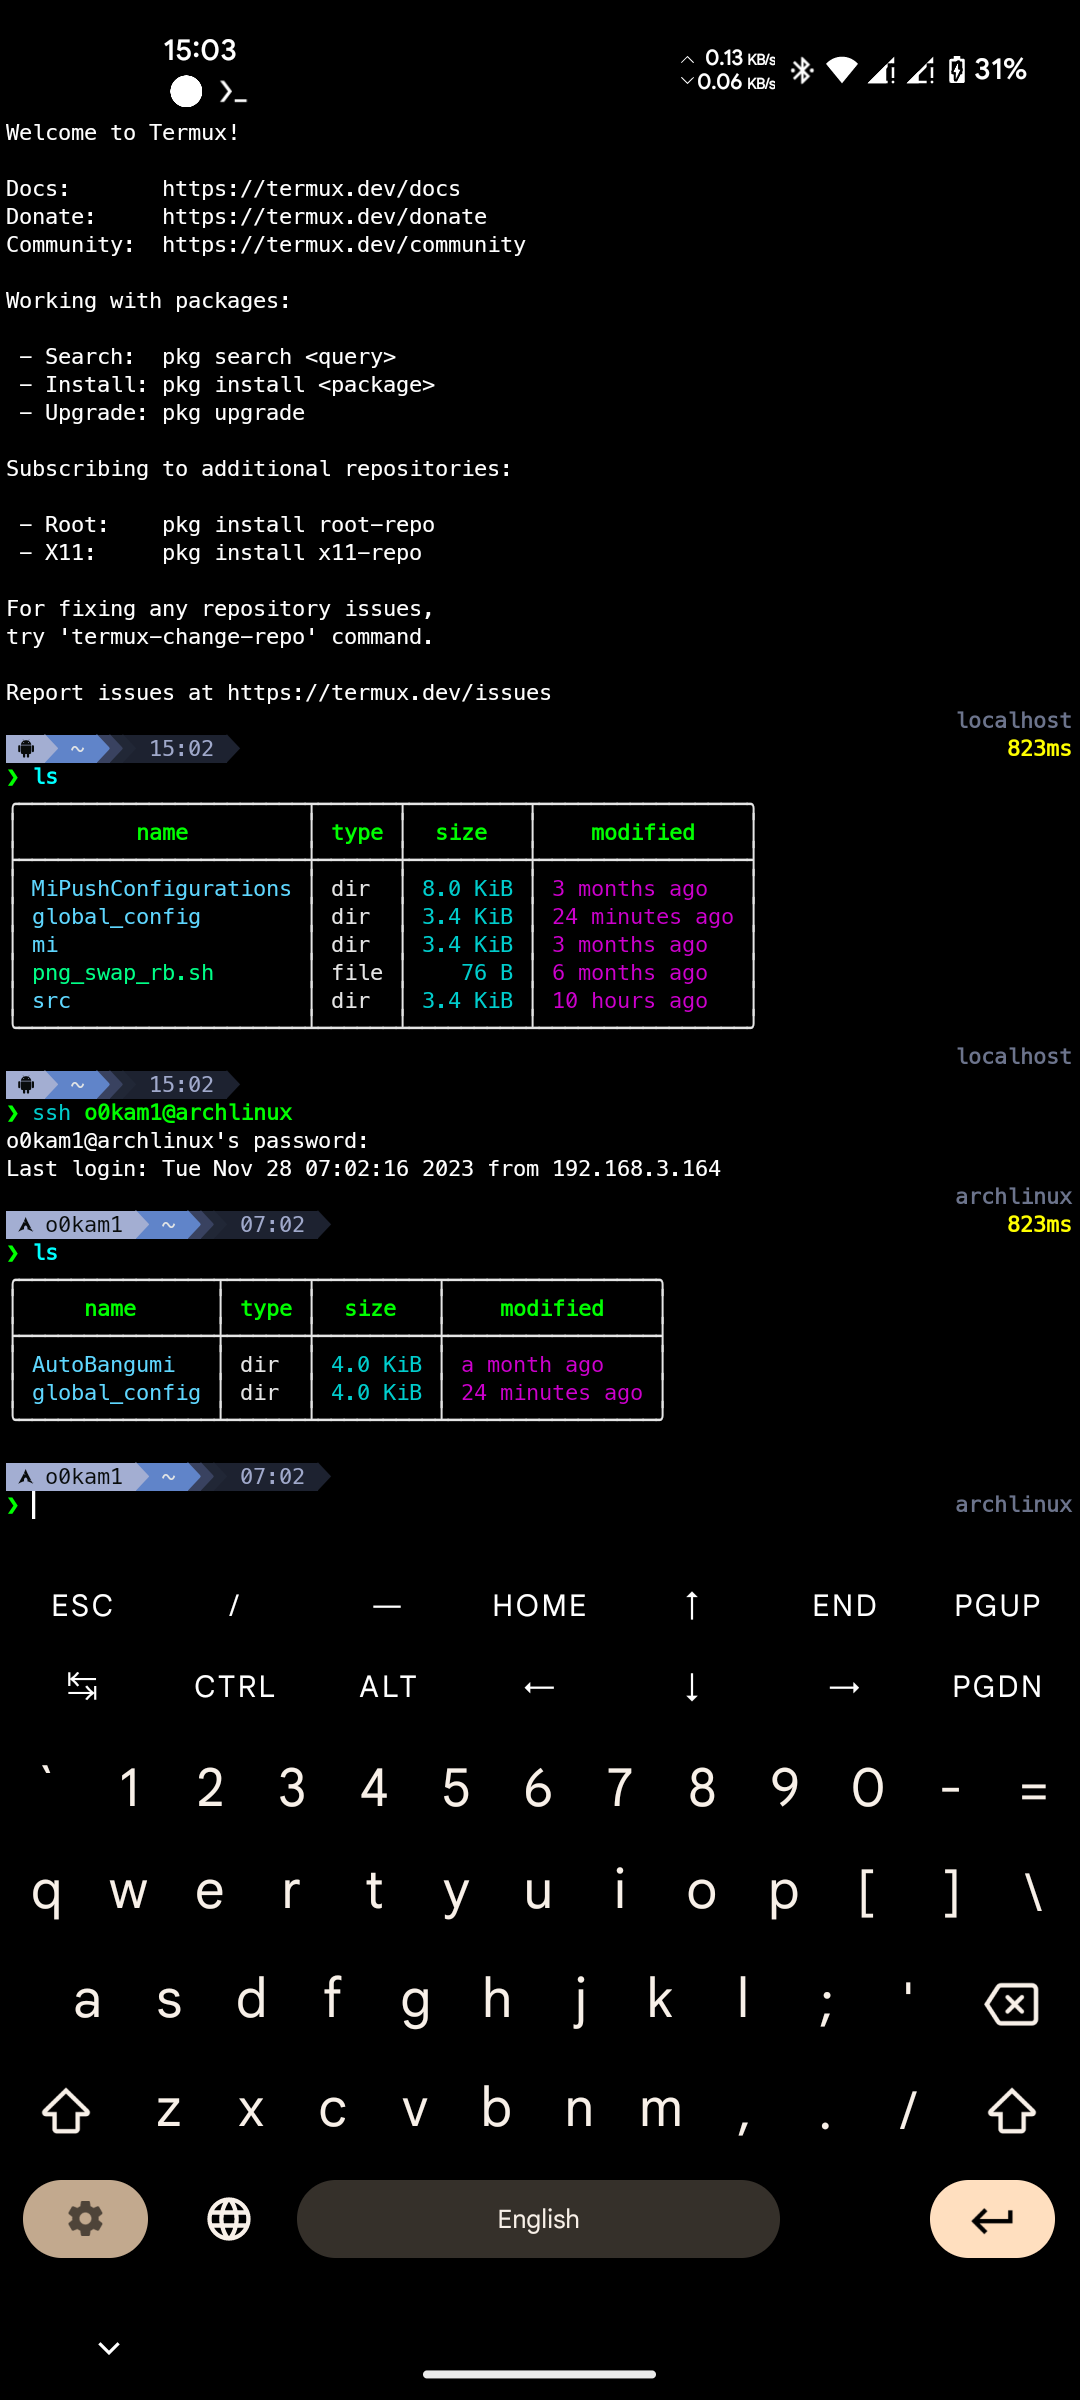 15:03
0.13 KB/s
0.06 KB/s
31%
Welcome to Termux!
Docs: https://termux.dev/docs
Donate: https://termux.dev/donate
Community: https://termux.dev/community
Working with packages:
- Search: pkg search <query>
- Install: pkg install <package>
- Upgrade: pkg upgrade
Subscribing to additional repositories:
- Root: pkg install root-repo
- X11: pkg install x11-repo
For fixing any repository issues,
try 'termux-change-repo' command.
Report issues at https://termux.dev/issues
localhost
~ 15:02 823ms
❯ ls
name type size modified
MiPushConfigurations dir 8.0 KiB 3 months ago
global_config dir 3.4 KiB 24 minutes ago
mi dir 3.4 KiB 3 months ago
png_swap_rb.sh file 76 B 6 months ago
src dir 3.4 KiB 10 hours ago
localhost
~ 15:02
❯ ssh o0kam1@archlinux
o0kam1@archlinux's password:
Last login: Tue Nov 28 07:02:16 2023 from 192.168.3.164
archlinux
o0kam1 ~ 07:02 823ms
❯ ls
name type size modified
AutoBangumi dir 4.0 KiB a month ago
global_config dir 4.0 KiB 24 minutes ago
o0kam1 ~ 07:02
❯ archlinux
ESC / — HOME ↑ END PGUP
↹ CTRL ALT ← ↓ → PGDN
` 1 2 3 4 5 6 7 8 9 0 - =
q w e r t y u i o p [ ] \
a s d f g h j k l ; '
z x c v b n m , . /
English